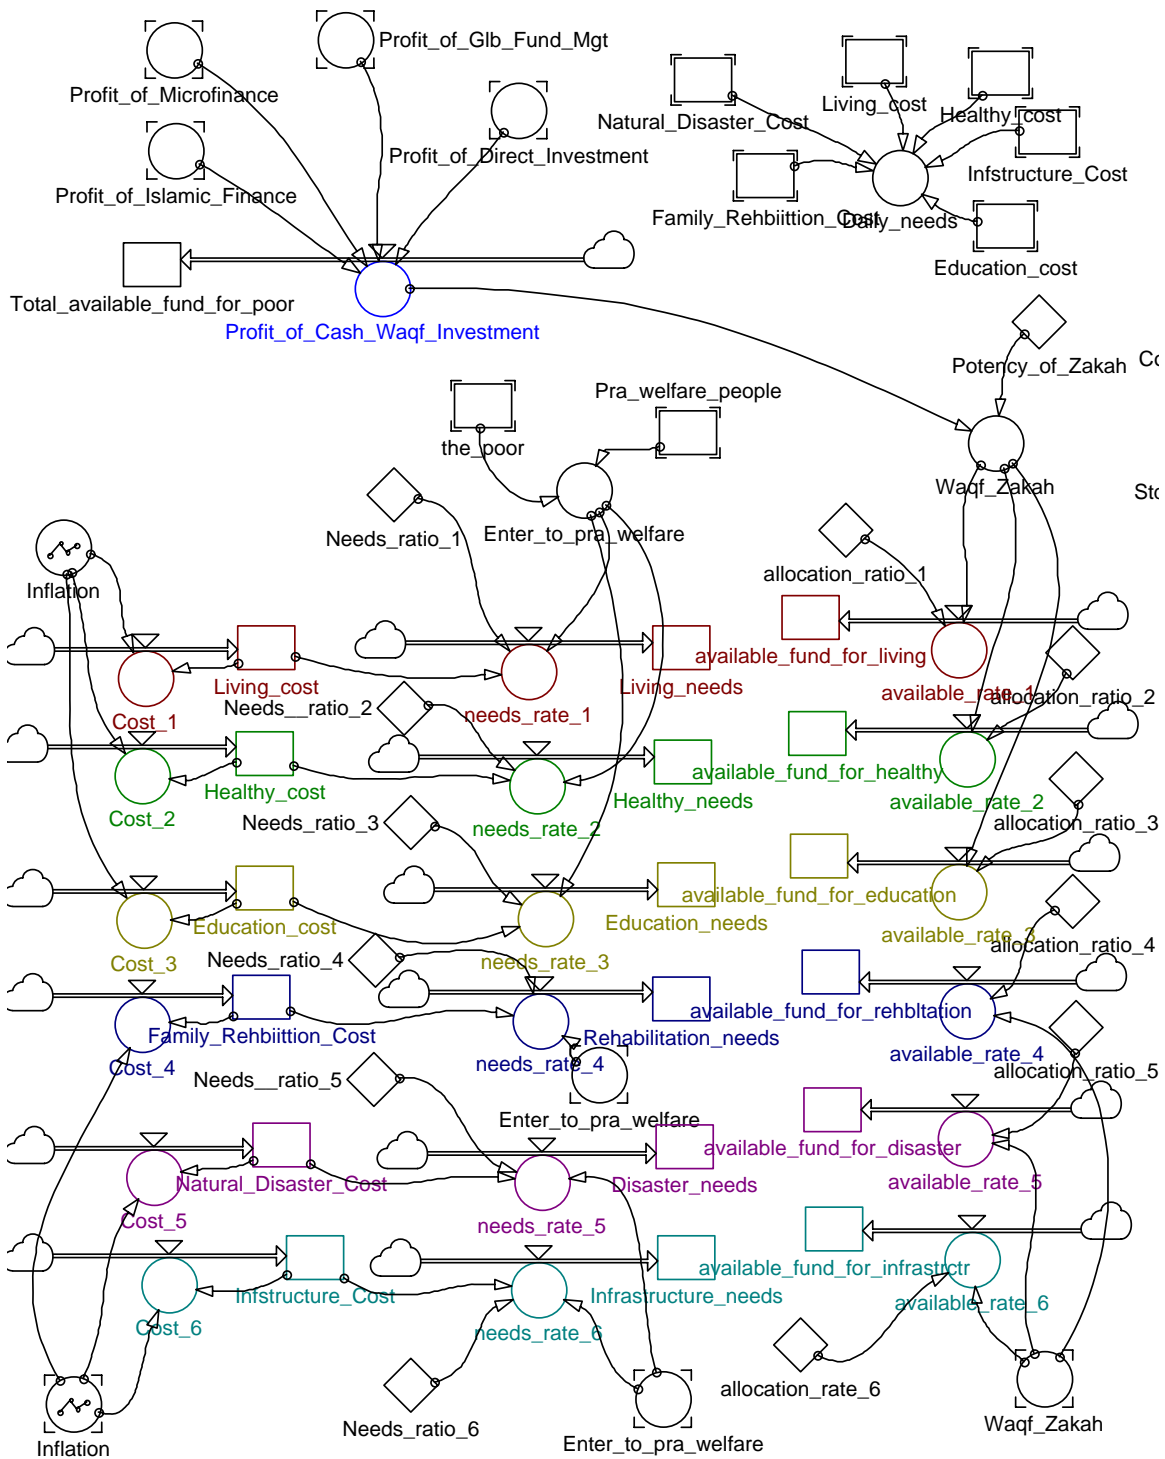 Profit_of_Glb_Fund_Mgt
Profit_of_Microfinance
Living_cost
Healthy_cost
Natural_Disaster_Cost
Profit_of_Direct_Investment
Profit_of_Islamic_Finance
Infstructure_Cost
Family_Rehbiittion_Cost
Daily_needs
Education_cost
Total_available_fund_for_poor
Profit_of_Cash_Waqf_Investment
Potency_of_Zakah
Co
Pra_welfare_people
the_poor
Waqf_Zakah
Sto
Needs_ratio_1
Enter_to_pra_welfare
allocation_ratio_1
Inflation
Living_cost
Living_needs
available_fund_for_living
available_rate_1
allocation_ratio_2
Cost_1
Needs__ratio_2
needs_rate_1
Healthy_cost
Healthy_needs
available_fund_for_healthy
available_rate_2
Cost_2
Needs_ratio_3
needs_rate_2
allocation_ratio_3
Education_cost
Education_needs
available_fund_for_education
available_rate_3
allocation_ratio_4
Cost_3
Needs_ratio_4
needs_rate_3
Family_Rehbiittion_Cost
Rehabilitation_needs
available_fund_for_rehbltation
available_rate_4
Cost_4
needs_rate_4
allocation_ratio_5
Needs__ratio_5
Enter_to_pra_welfare
available_fund_for_disaster
Natural_Disaster_Cost
Disaster_needs
available_rate_5
Cost_5
needs_rate_5
available_fund_for_infrastrctr
Infstructure_Cost
Infrastructure_needs
available_rate_6
Cost_6
needs_rate_6
allocation_rate_6
Needs_ratio_6
Waqf_Zakah
Inflation
Enter_to_pra_welfare